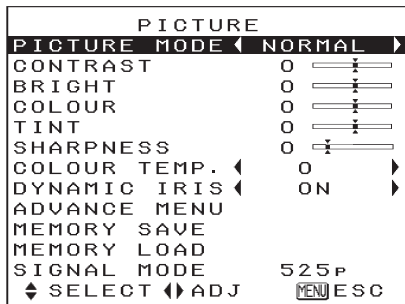 PICTURE
PICTURE MODE NORMAL
CONTRAST 0
BRIGHT 0
COLOUR 0
TINT 0
SHARPNESS 0
COLOUR TEMP. 0
DYNAMIC IRIS ON
ADVANCE MENU
MEMORY SAVE
MEMORY LOAD
SIGNAL MODE 525P
SELECT ADJ MENU ESC